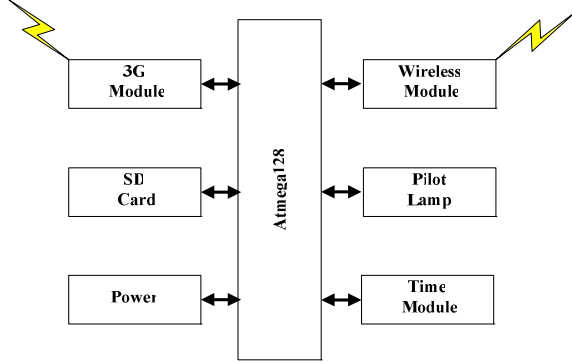 3G
Module
Wireless
Module
SD
Card
Atmega128
Pilot
Lamp
Power
Time
Module